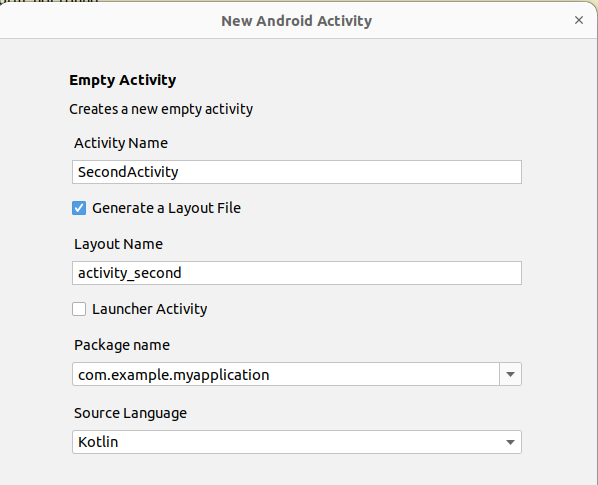 New Android Activity
Empty Activity
Creates a new empty activity
Activity Name
SecondActivity
Generate a Layout File
Layout Name
activity_second
Launcher Activity
Package name
com.example.myapplication
Source Language
Kotlin